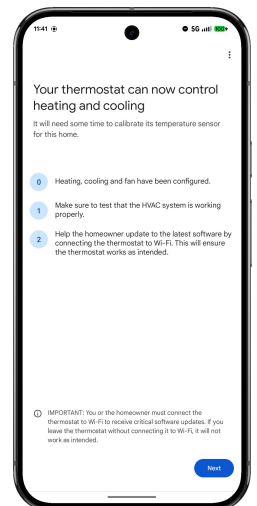 11:41
5G 100
Your thermostat can now control
heating and cooling
It will need some time to calibrate its temperature sensor
for this home.
0 Heating, cooling and fan have been configured.
1 Make sure to test that the HVAC system is working
properly.
2 Help the homeowner update to the latest software by
connecting the thermostat to Wi-Fi. This will ensure
the thermostat works as intended.
IMPORTANT: You or the homeowner must connect the
thermostat to Wi-Fi to receive critical software updates. If you
leave the thermostat without connecting it to Wi-Fi, it will not
work as intended.
Next